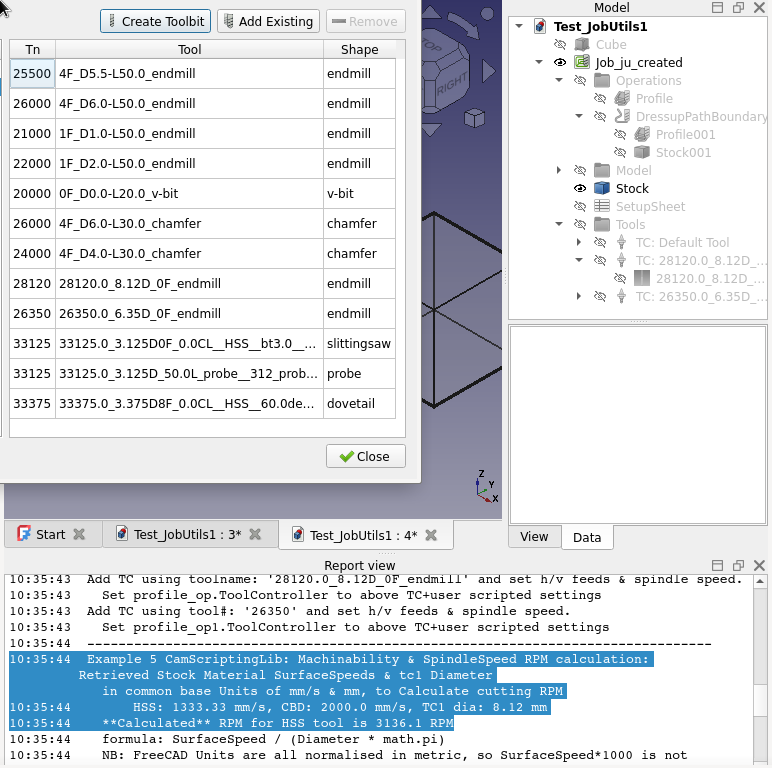 Create Toolbit
Add Existing
Remove
Tn Tool Shape
25500 4F_D5.5-L50.0_endmill endmill
26000 4F_D6.0-L50.0_endmill endmill
21000 1F_D1.0-L50.0_endmill endmill
22000 1F_D2.0-L50.0_endmill endmill
20000 0F_D0.0-L20.0_v-bit v-bit
26000 4F_D6.0-L30.0_chamfer chamfer
24000 4F_D4.0-L30.0_chamfer chamfer
28120 28120.0_8.12D_0F_endmill endmill
26350 26350.0_6.35D_0F_endmill endmill
33125 33125.0_3.125D0F_0.0CL__HSS__bt3.0__... slittingsaw
33125 33125.0_3.125D_50.0L_probe__312_prob... probe
33375 33375.0_3.375D8F_0.0CL__HSS__60.0de... dovetail
Close
TOP
RIGHT
Z
Y
X
Model
Test_JobUtils1
Cube
Job_ju_created
Operations
Profile
DressupPathBoundary
Profile001
Stock001
Model
Stock
SetupSheet
Tools
TC: Default Tool
TC: 28120.0_8.12D_...
28120.0_8.12D_...
TC: 26350.0_6.35D_...
View Data
Start Test_JobUtils1 : 3* Test_JobUtils1 : 4*
Report view
10:35:43 Add TC using toolname: '28120.0_8.12D_0F_endmill' and set h/v feeds & spindle speed.
10:35:43 Set profile_op.ToolController to above TC+user scripted settings
10:35:43 Add TC using tool#: '26350' and set h/v feeds & spindle speed.
10:35:43 Set profile_op1.ToolController to above TC+user scripted settings
10:35:44 ---------------------------------------------------------------------------
10:35:44 Example 5 CamScriptingLib: Machinability & SpindleSpeed RPM calculation:
Retrieved Stock Material SurfaceSpeeds & tc1 Diameter
in common base Units of mm/s & mm, to Calculate cutting RPM
10:35:44 HSS: 1333.33 mm/s, CBD: 2000.0 mm/s, TC1 dia: 8.12 mm
10:35:44 **Calculated** RPM for HSS tool is 3136.1 RPM
10:35:44 formula: SurfaceSpeed / (Diameter * math.pi)
10:35:44 NB: FreeCAD Units are all normalised in metric, so SurfaceSpeed*1000 is not